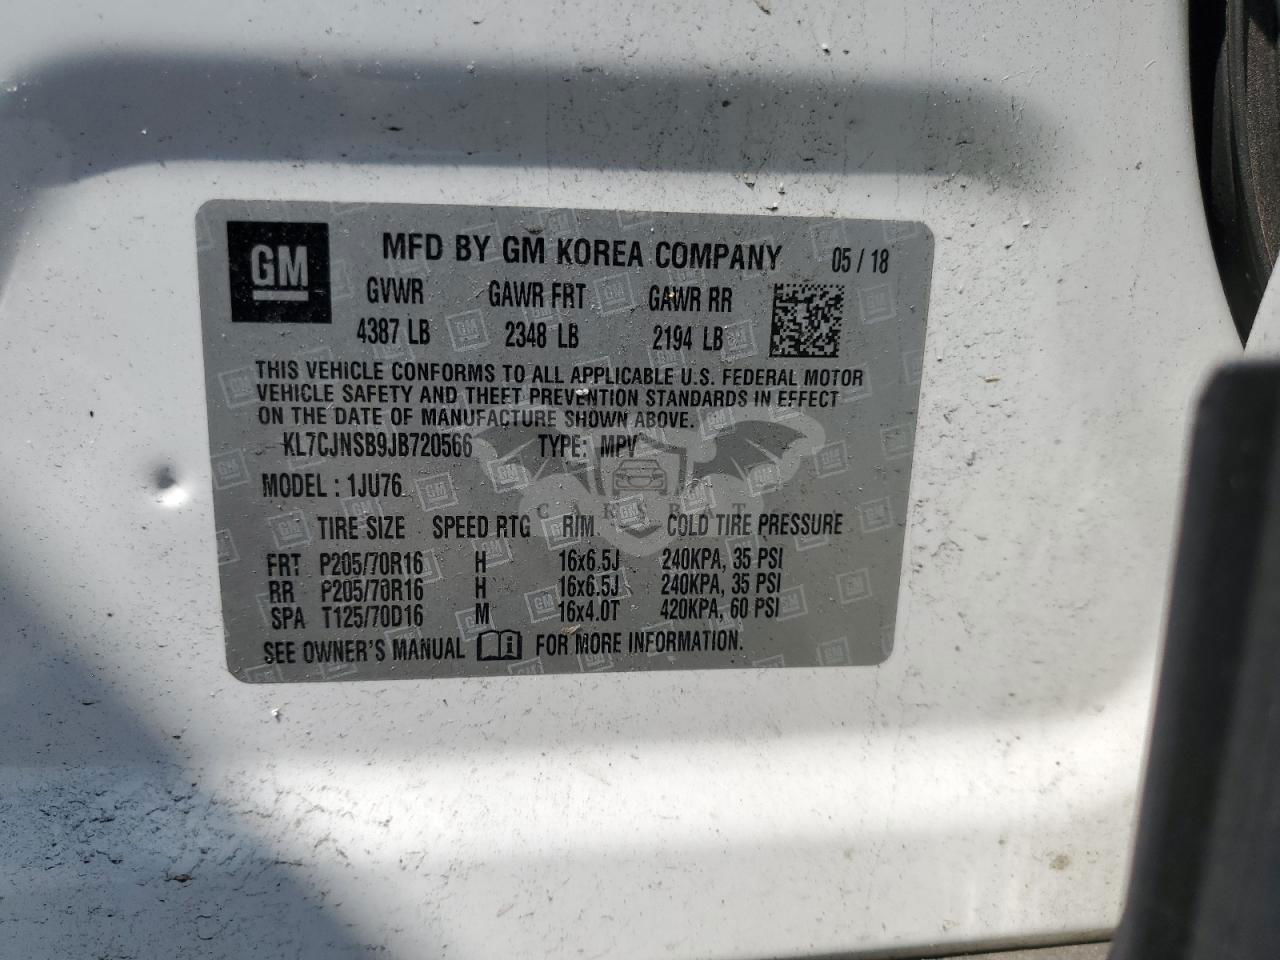 GM
MFD BY GM KOREA COMPANY 05 / 18
GVWR GAWR FRT GAWR RR
4387 LB 2348 LB 2194 LB
THIS VEHICLE CONFORMS TO ALL APPLICABLE U.S. FEDERAL MOTOR
VEHICLE SAFETY AND THEFT PREVENTION STANDARDS IN EFFECT
ON THE DATE OF MANUFACTURE SHOWN ABOVE.
KL7CJNSB9JB720566 TYPE: MPV
MODEL : 1JU76
CARSBAT
TIRE SIZE SPEED RTG RIM COLD TIRE PRESSURE
FRT P205/70R16 H 16x6.5J 240KPA, 35 PSI
RR P205/70R16 H 16x6.5J 240KPA, 35 PSI
SPA T125/70D16 M 16x4.0T 420KPA, 60 PSI
SEE OWNER'S MANUAL i FOR MORE INFORMATION.